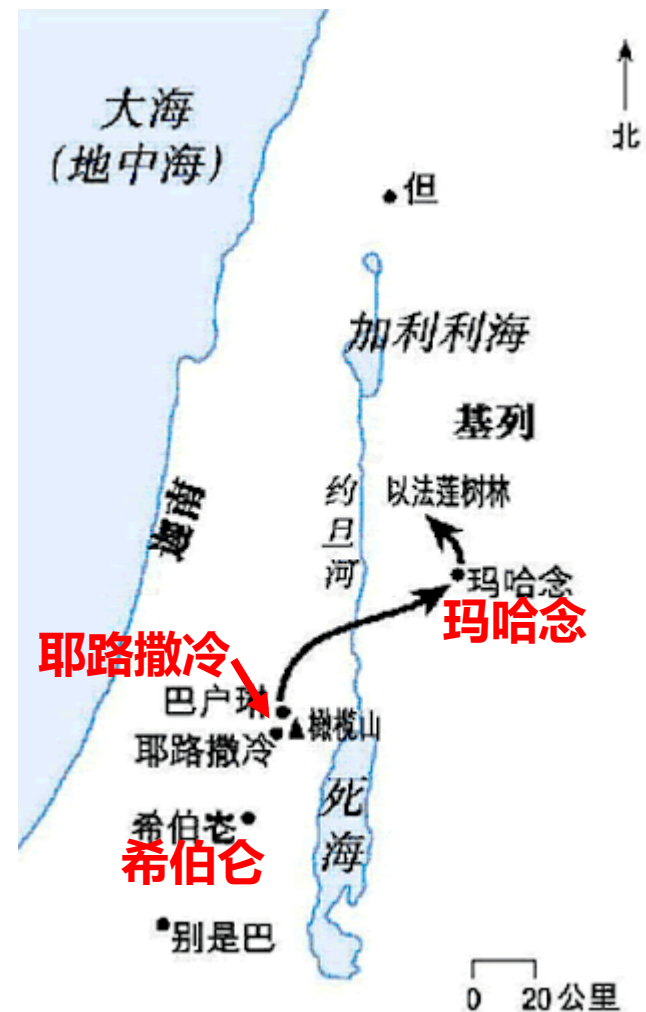 大海
(地中海)
北
但
加利利海
基列
以法莲树林
约旦河
迦南
玛哈念
玛哈念
耶路撒冷
巴户琳
橄榄山
耶路撒冷
死海
希伯仑
希伯仑
别是巴
0 20公里